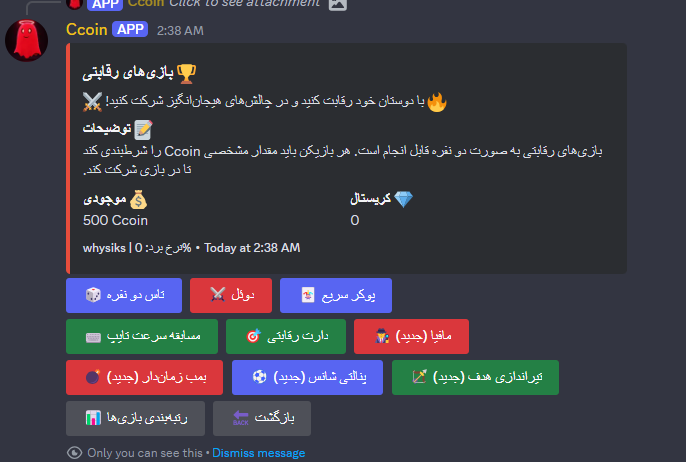 APP Ccoin Click to see attachment
Ccoin APP 2:38 AM
بازی‌های رقابتی 🏆
🔥 با دوستان خود رقابت کنید و در چالش‌های هیجان‌انگیز شرکت کنید! ⚔️
توضیحات 📝
بازی‌های رقابتی به صورت دو نفره قابل انجام است. هر بازیکن باید مقدار مشخصی Ccoin را شرط‌بندی کند
تا در بازی شرکت کند.
موجودی 💰
500 Ccoin
کریستال 💎
0
whysiks | نرخ برد: 0% • Today at 2:38 AM
🎲 تاس دو نفره
⚔️ دوئل
🃏 پوکر سریع
⌨️ مسابقه سرعت تایپ
🎯 دارت رقابتی
🕵️ مافیا (جدید)
💣 بمب زمان‌دار (جدید)
⚽ پنالتی شانس (جدید)
🏹 تیراندازی هدف (جدید)
📊 رتبه‌بندی بازی‌ها
🔙 بازگشت
Only you can see this • Dismiss message